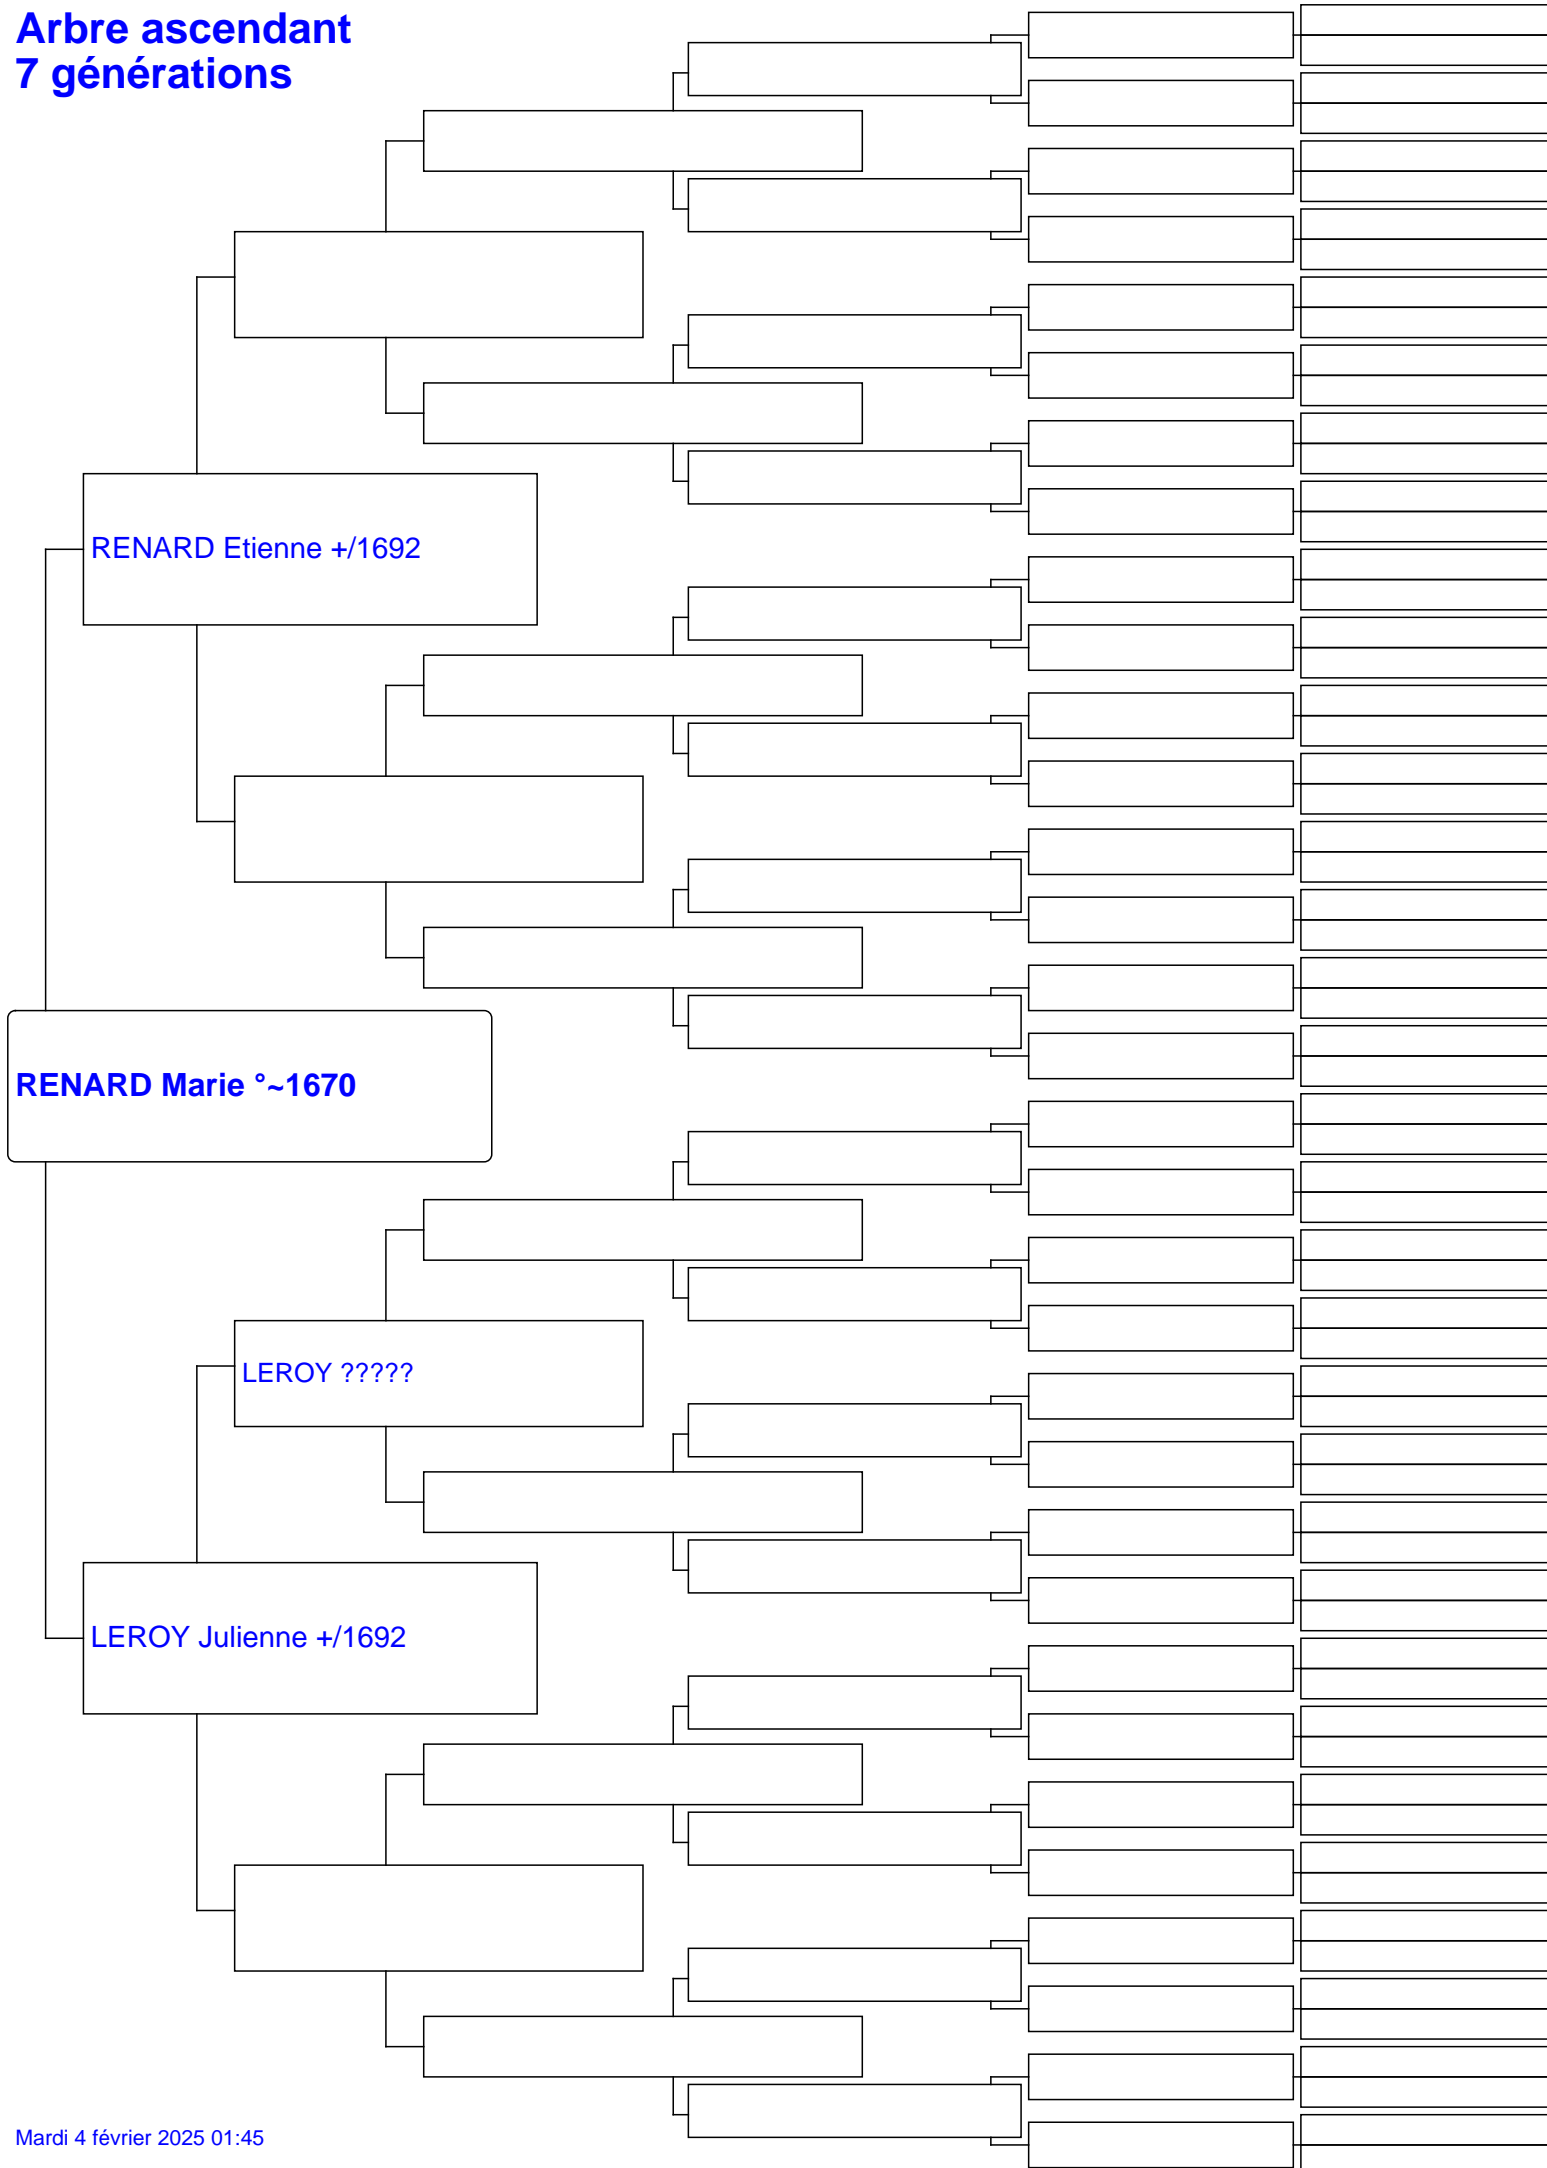 Arbre ascendant
7 générations
RENARD Etienne +/1692
RENARD Marie °~1670
LEROY ?????
LEROY Julienne +/1692
Mardi 4 février 2025 01:45